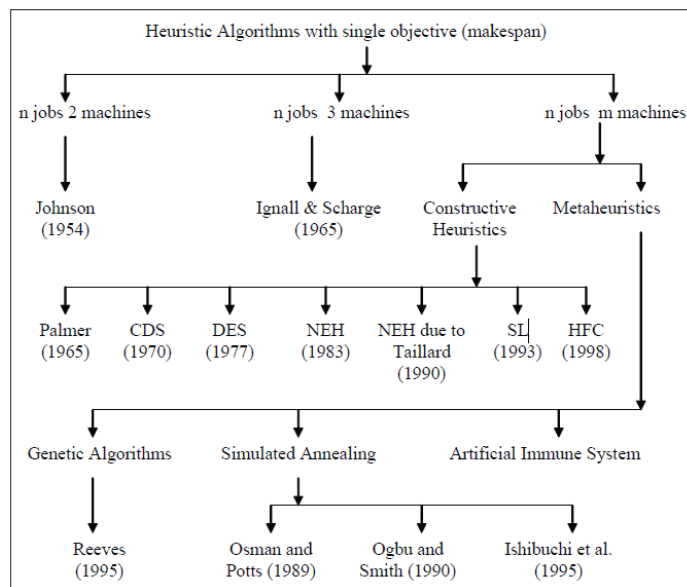 Heuristic Algorithms with single objective (makespan)
n jobs 2 machines
n jobs 3 machines
n jobs m machines
Johnson
(1954)
Ignall & Scharge
(1965)
Constructive
Heuristics
Metaheuristics
Palmer
(1965)
CDS
(1970)
DES
(1977)
NEH
(1983)
NEH due to
Taillard
(1990)
SL
(1993)
HFC
(1998)
Genetic Algorithms
Simulated Annealing
Artificial Immune System
Reeves
(1995)
Osman and
Potts (1989)
Ogbu and
Smith (1990)
Ishibuchi et al.
(1995)